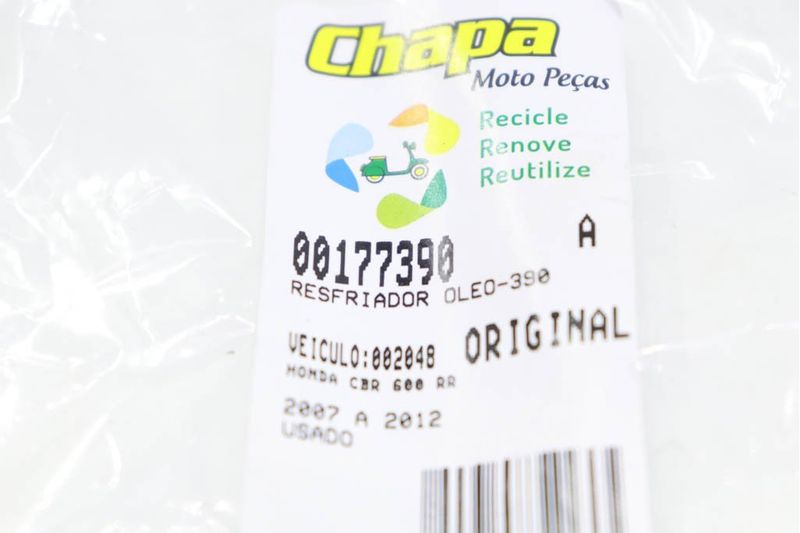 Chapa
Moto Peças
Recicle
Renove
Reutilize
A
00177390
RESFRIADOR OLEO-390
VEICULO:002048 ORIGINAL
HONDA CBR 600 RR
2007 A 2012
USADO